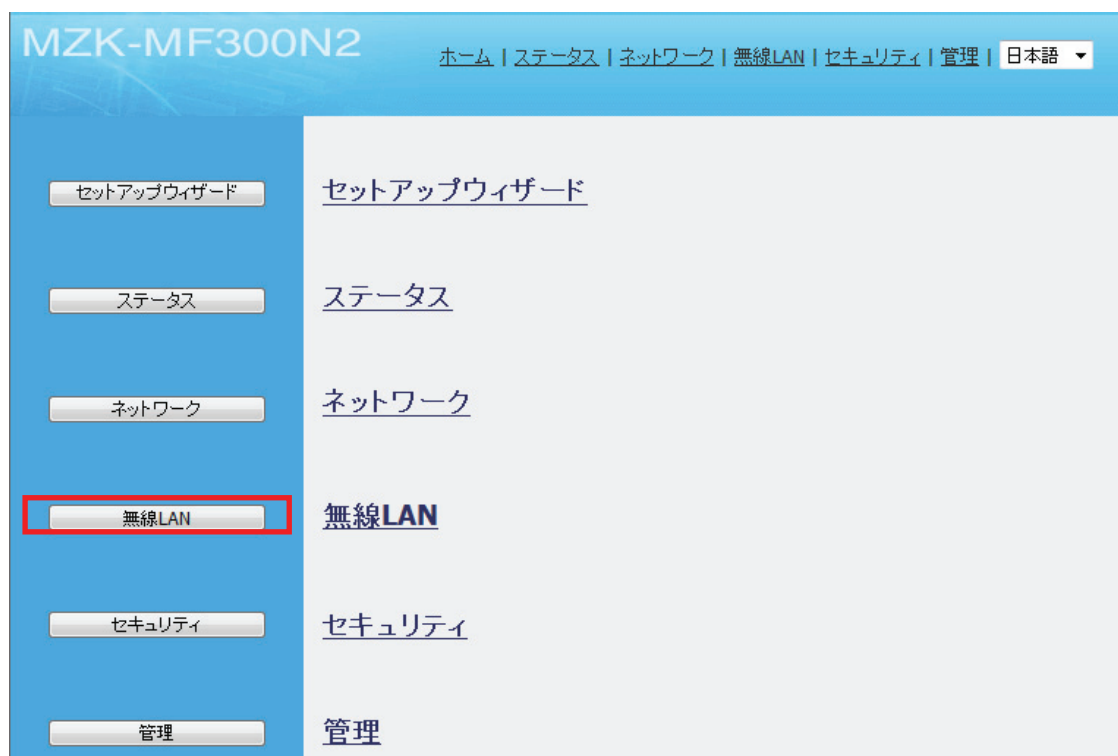 MZK-MF300N2
ホーム | ステータス | ネットワーク | 無線LAN | セキュリティ | 管理 | 日本語
セットアップウィザード セットアップウィザード
ステータス ステータス
ネットワーク ネットワーク
無線LAN 無線LAN
セキュリティ セキュリティ
管理 管理